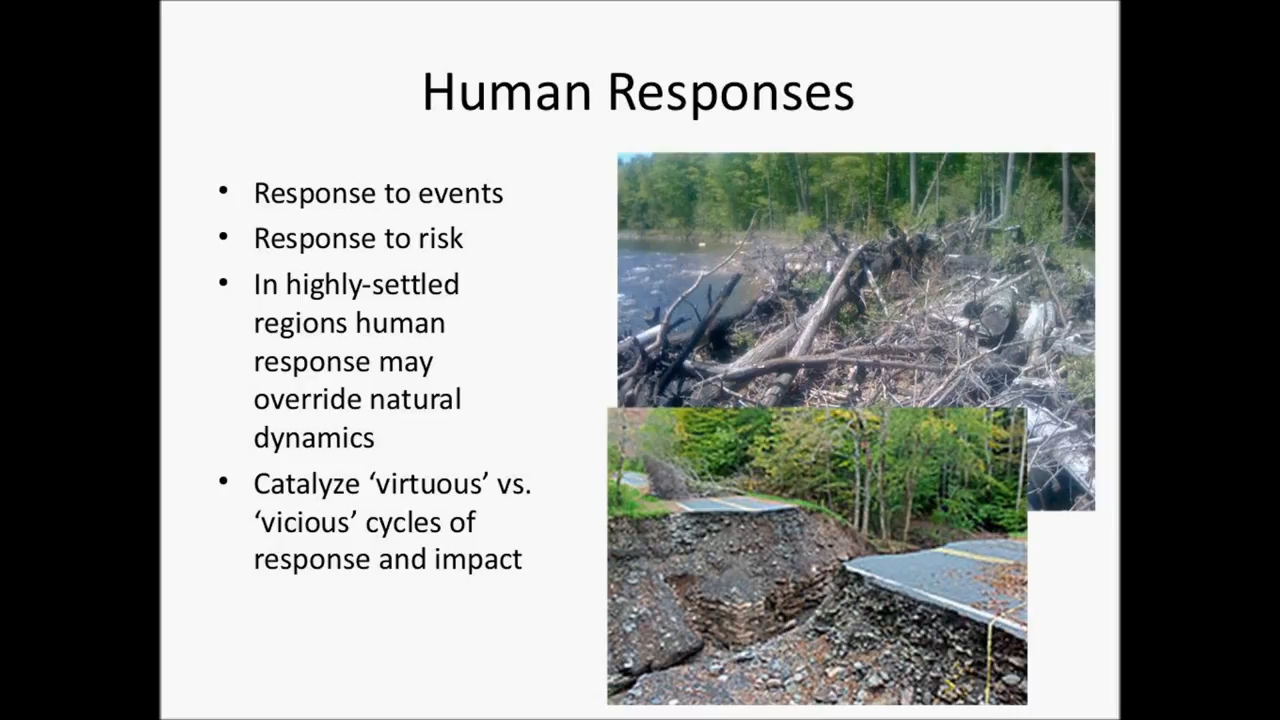 Human Responses
• Response to events
• Response to risk
• In highly-settled
regions human
response may
override natural
dynamics
• Catalyze ‘virtuous’ vs.
‘vicious’ cycles of
response and impact